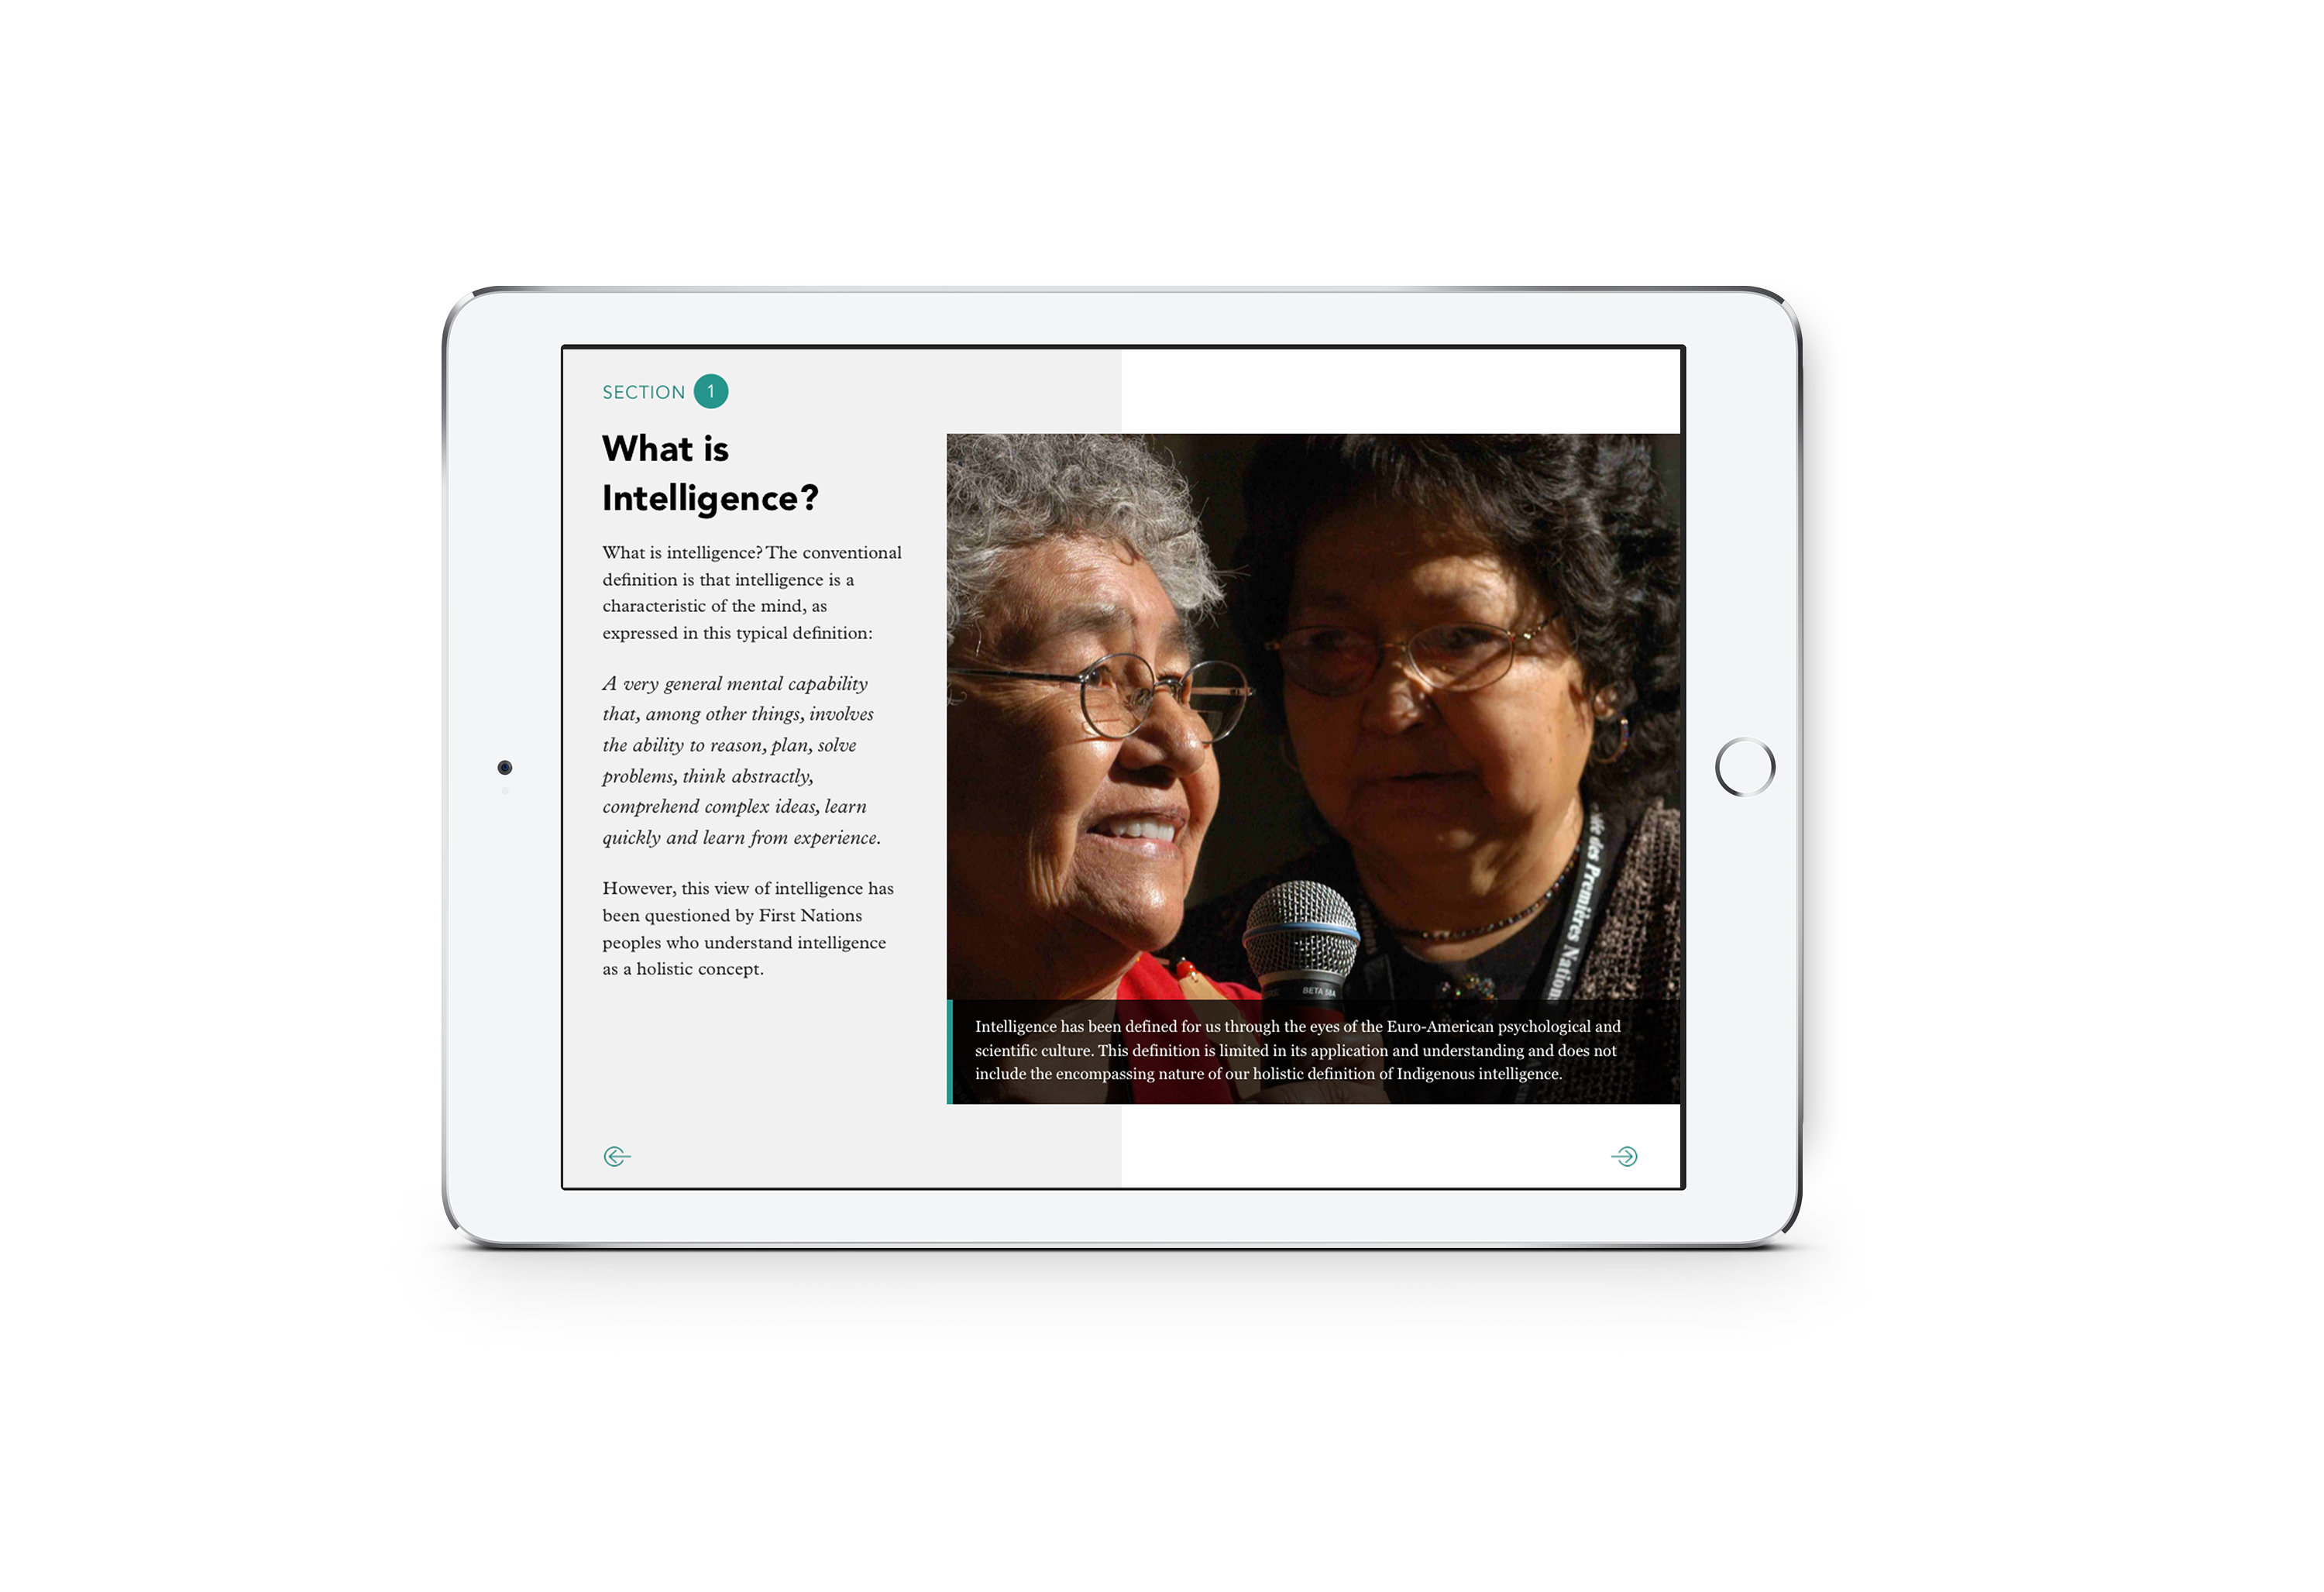 SECTION 1
What is
Intelligence?
What is intelligence? The conventional
definition is that intelligence is a
characteristic of the mind, as
expressed in this typical definition:
A very general mental capability
that, among other things, involves
the ability to reason, plan, solve
problems, think abstractly,
comprehend complex ideas, learn
quickly and learn from experience.
However, this view of intelligence has
been questioned by First Nations
peoples who understand intelligence
as a holistic concept.
des Premières Nation
BETA 58A
Intelligence has been defined for us through the eyes of the Euro-American psychological and
scientific culture. This definition is limited in its application and understanding and does not
include the encompassing nature of our holistic definition of Indigenous intelligence.